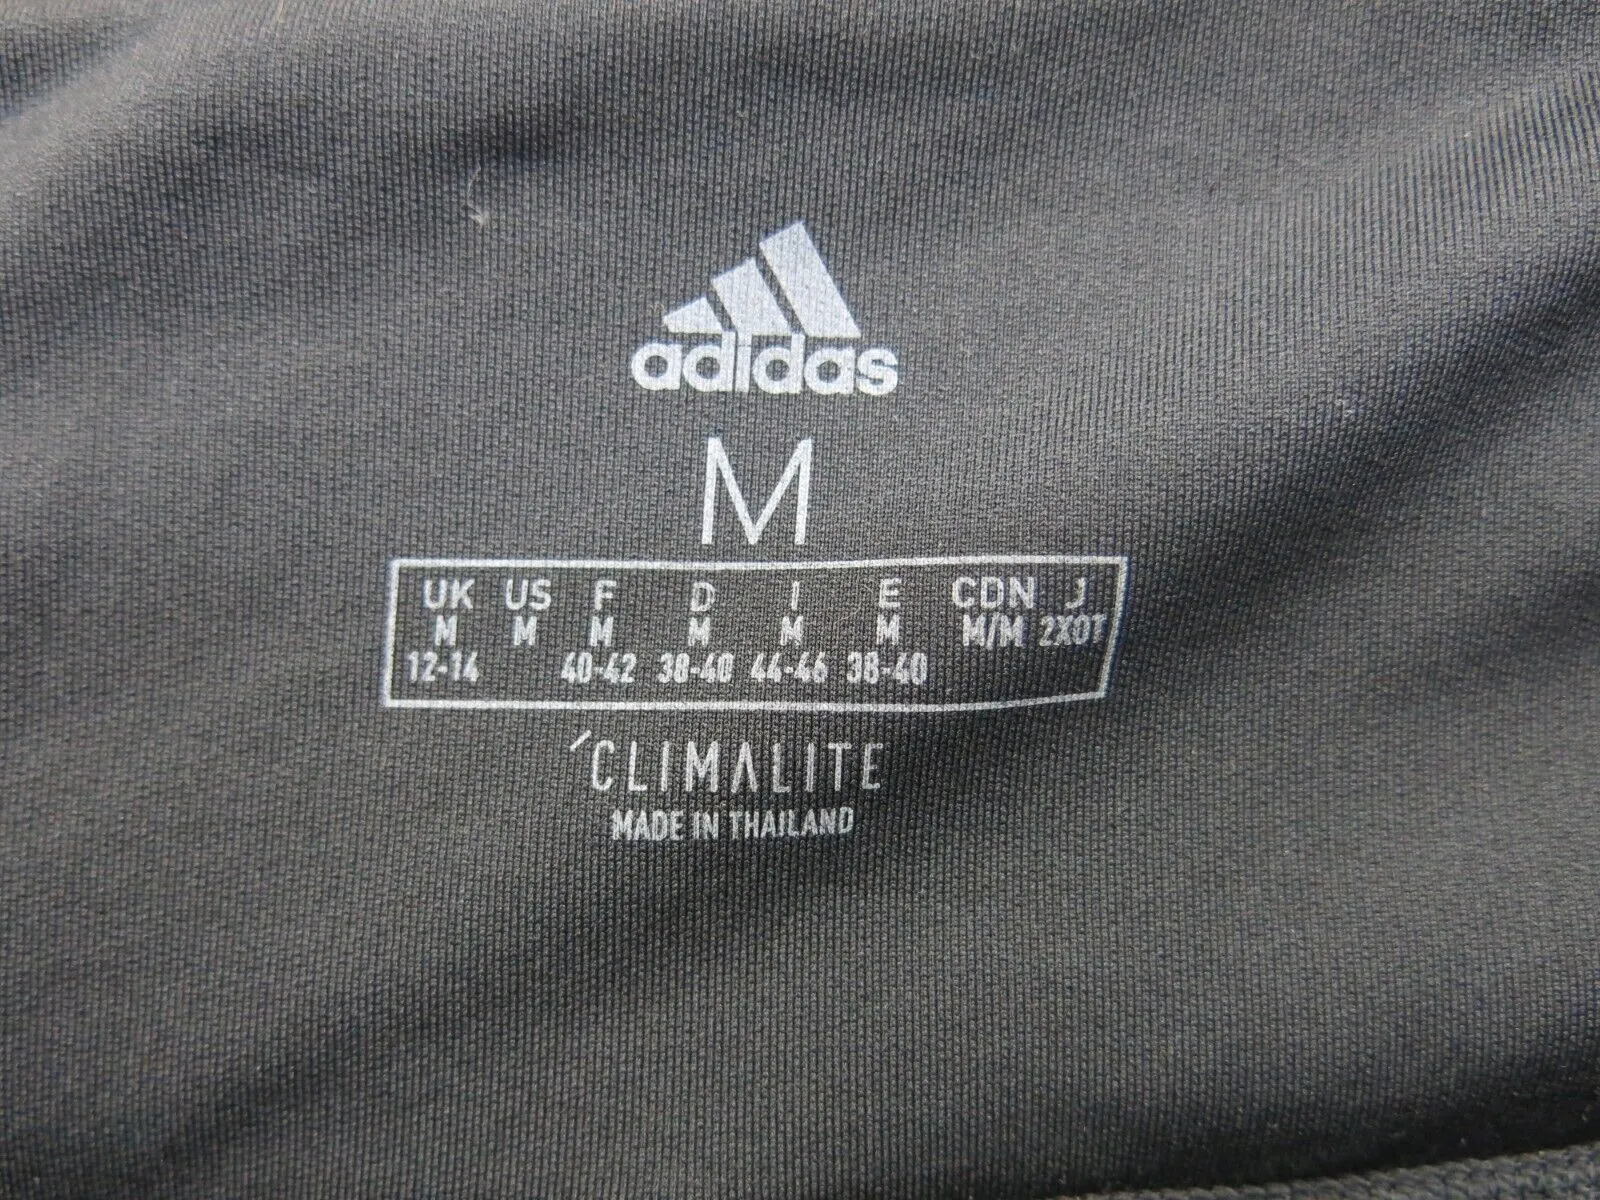 adidas
M
UK US F D I E CDN J
M M M M M M M/M 2XOT
12-14 40-42 38-40 44-46 38-40
CLIMALITE
MADE IN THAILAND